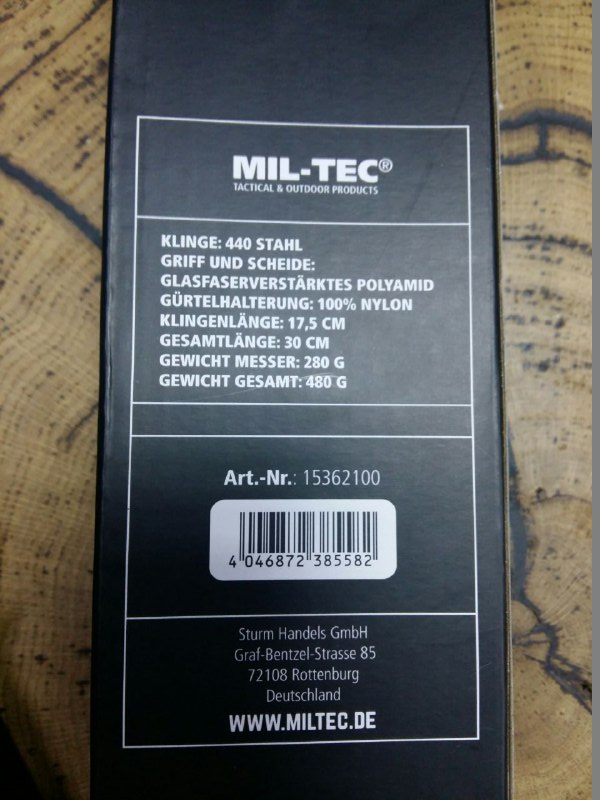 MIL-TEC®
TACTICAL & OUTDOOR PRODUCTS
KLINGE: 440 STAHL
GRIFF UND SCHEIDE:
GLASFASERVERSTÄRKTES POLYAMID
GÜRTELHALTERUNG: 100% NYLON
KLINGENLÄNGE: 17,5 CM
GESAMTLÄNGE: 30 CM
GEWICHT MESSER: 280 G
GEWICHT GESAMT: 480 G
Art.-Nr.: 15362100
4 046872 385582
Sturm Handels GmbH
Graf-Bentzel-Strasse 85
72108 Rottenburg
Deutschland
WWW.MILTEC.DE